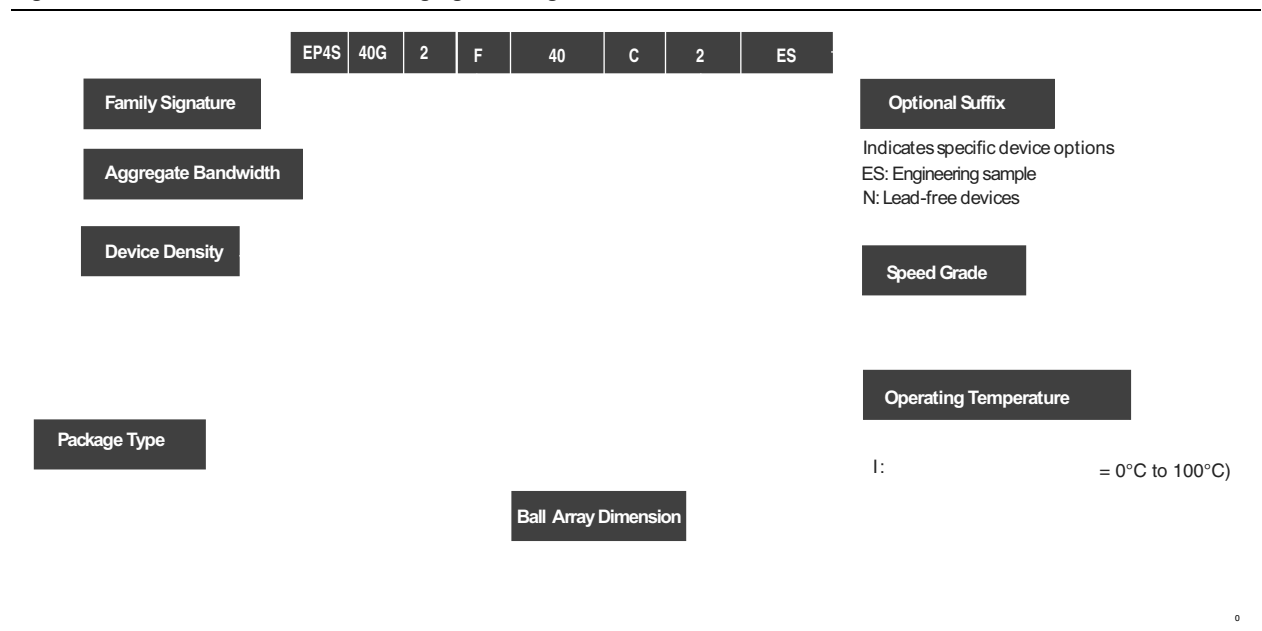 EP4S 40G 2 F 40 C 2 ES
Family Signature
Optional Suffix
Indicates specific device options
ES: Engineering sample
N: Lead-free devices
Aggregate Bandwidth
Device Density
Speed Grade
Operating Temperature
I: = 0°C to 100°C)
Package Type
Ball Array Dimension